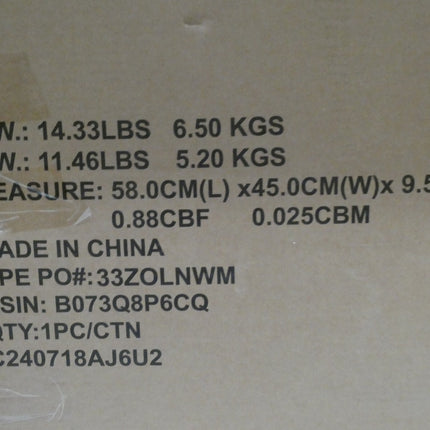 W.: 14.33LBS 6.50 KGS
W.: 11.46LBS 5.20 KGS
EASURE: 58.0CM(L) x45.0CM(W)x 9.5
0.88CBF 0.025CBM
ADE IN CHINA
PE PO#:33ZOLNWM
SIN: B073Q8P6CQ
QTY:1PC/CTN
C240718AJ6U2